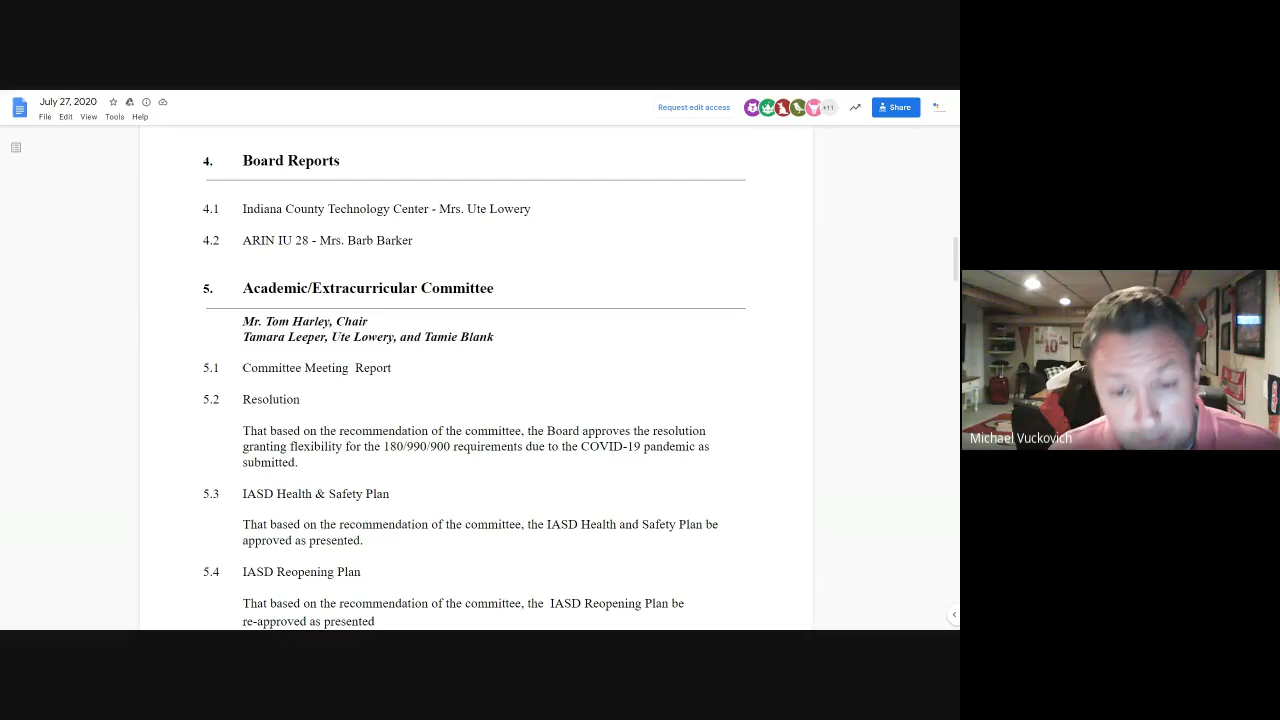 July 27, 2020
File Edit View Tools Help
Request edit access
+11
Share
4. Board Reports
4.1 Indiana County Technology Center - Mrs. Ute Lowery
4.2 ARIN IU 28 - Mrs. Barb Barker
5. Academic/Extracurricular Committee
Mr. Tom Harley, Chair
Tamara Leeper, Ute Lowery, and Tamie Blank
5.1 Committee Meeting Report
5.2 Resolution
That based on the recommendation of the committee, the Board approves the resolution
granting flexibility for the 180/990/900 requirements due to the COVID-19 pandemic as
submitted.
5.3 IASD Health & Safety Plan
That based on the recommendation of the committee, the IASD Health and Safety Plan be
approved as presented.
5.4 IASD Reopening Plan
That based on the recommendation of the committee, the IASD Reopening Plan be
re-approved as presented
10
Michael Vuckovich